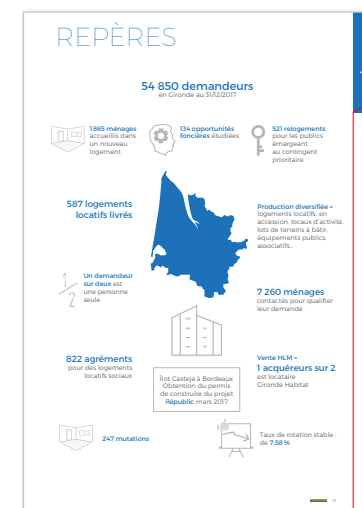 REPÈRES
54 850 demandeurs
en Gironde au 31/12/2017
1 865 ménages
accueillis dans
un nouveau
logement
134 opportunités
foncières étudiées
521 relogements
pour les publics
émargeant
au contingent
prioritaire
587 logements
locatifs livrés
Production diversifiée =
logements locatifs, en
accession, locaux d'activité,
lots de terrains à bâtir,
équipements publics,
associatifs...
1/2
Un demandeur
sur deux est
une personne
seule
7 260 ménages
contactés pour qualifier
leur demande
822 agréments
pour des logements
locatifs sociaux
Îlot Casteja à Bordeaux
Obtention du permis
de construire du projet
Républic mars 2017
Vente HLM =
1 acquéreurs sur 2
est locataire
Gironde Habitat
247 mutations
Taux de rotation stable :
de 7.58 %